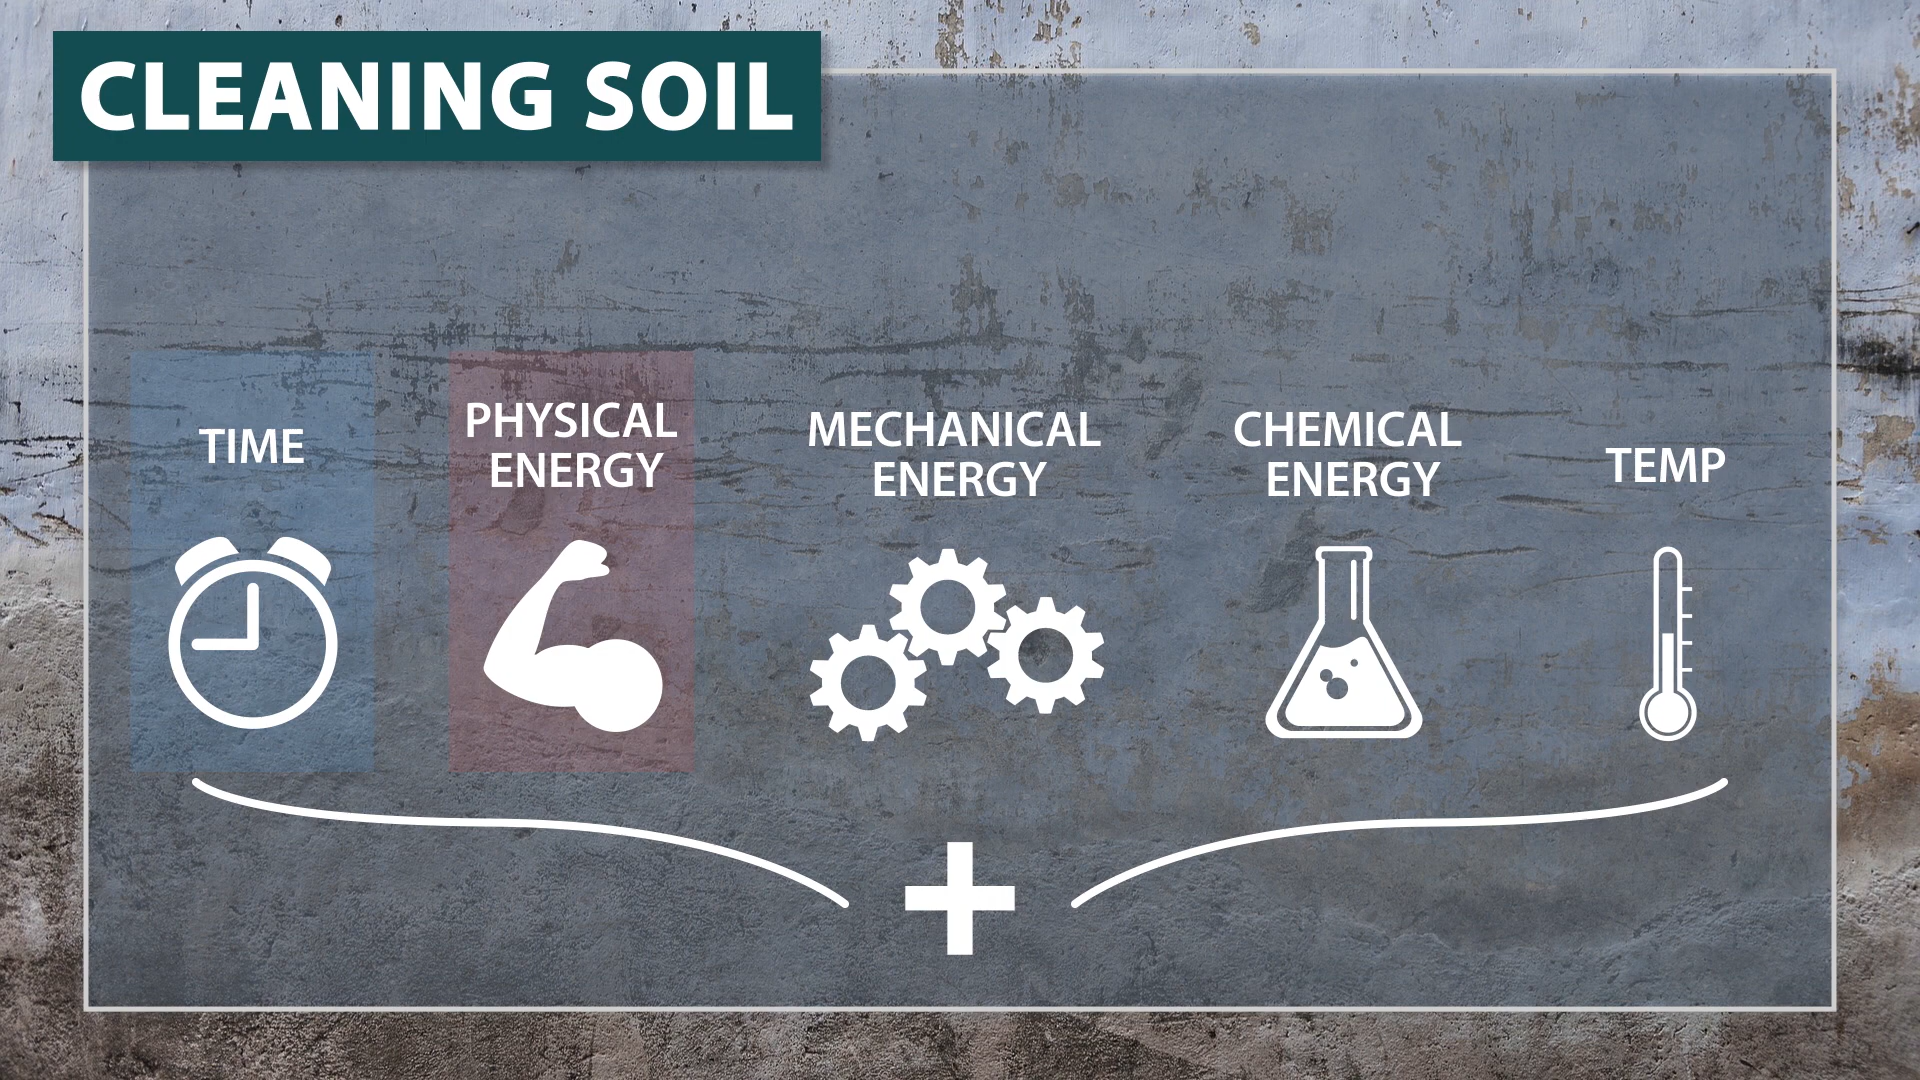 CLEANING SOIL
TIME
PHYSICAL
ENERGY
MECHANICAL
ENERGY
CHEMICAL
ENERGY
TEMP